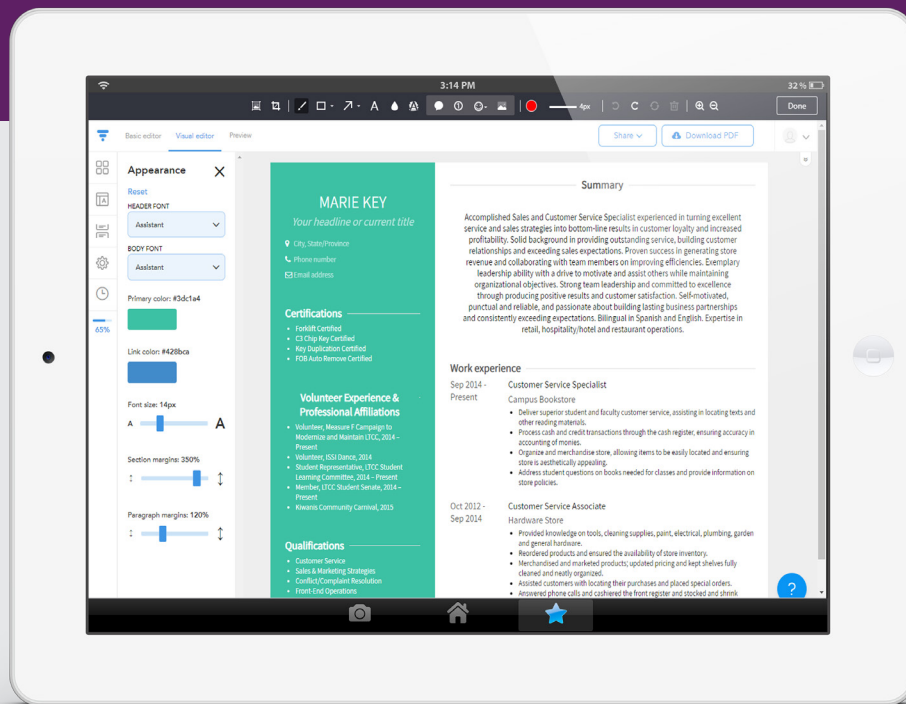 3:14 PM
32 %
A
4px
Done
Basic editor
Visual editor
Preview
Share
Download PDF
Appearance
X
Reset
HEADER FONT
Assistant
BODY FONT
Assistant
Primary color: #3dc1a4
65%
Link color: #428bca
Font size: 14px
A
A
Section margins: 350%
Paragraph margins: 120%
MARIE KEY
Your headline or current title
City, State/Province
Phone number
Email address
Certifications
• Forklift Certified
• C3 Chip Key Certified
• Key Duplication Certified
• FOB Auto Remove Certified
Volunteer Experience &
Professional Affiliations
• Volunteer, Measure F Campaign to
Modernize and Maintain LTCC, 2014 –
Present
• Volunteer, ISSI Dance, 2014
• Student Representative, LTCC Student
Learning Committee, 2014 – Present
• Member, LTCC Student Senate, 2014 –
Present
• Kiwanis Community Carnival, 2015
Qualifications
• Customer Service
• Sales & Marketing Strategies
• Conflict/Complaint Resolution
• Front-End Operations
Summary
Accomplished Sales and Customer Service Specialist experienced in turning excellent
service and sales strategies into bottom-line results in customer loyalty and increased
profitability. Solid background in providing outstanding service, building customer
relationships and exceeding sales expectations. Proven success in generating store
revenue and collaborating with team members on improving efficiencies. Exemplary
leadership ability with a drive to motivate and assist others while maintaining
organizational objectives. Strong team leadership and committed to excellence
through producing positive results and customer satisfaction. Self-motivated,
punctual and reliable, and passionate about building lasting business partnerships
and consistently exceeding expectations. Bilingual in Spanish and English. Expertise in
retail, hospitality/hotel and restaurant operations.
Work experience
Sep 2014 -
Present
Customer Service Specialist
Campus Bookstore
• Deliver superior student and faculty customer service, assisting in locating texts and
other reading materials.
• Process cash and credit transactions through the cash register, ensuring accuracy in
accounting of monies.
• Organize and merchandise store, allowing items to be easily located and ensuring
store is aesthetically appealing.
• Address student questions on books needed for classes and provide information on
store policies.
Oct 2012 -
Sep 2014
Customer Service Associate
Hardware Store
• Provided knowledge on tools, cleaning supplies, paint, electrical, plumbing, garden
and general hardware.
• Reordered products and ensured the availability of store inventory.
• Merchandised and marketed products; updated pricing and kept shelves fully
cleaned and neatly organized.
• Assisted customers with locating their purchases and placed special orders.
• Answered phone calls and cashiered the front register and stocked and shrink
?